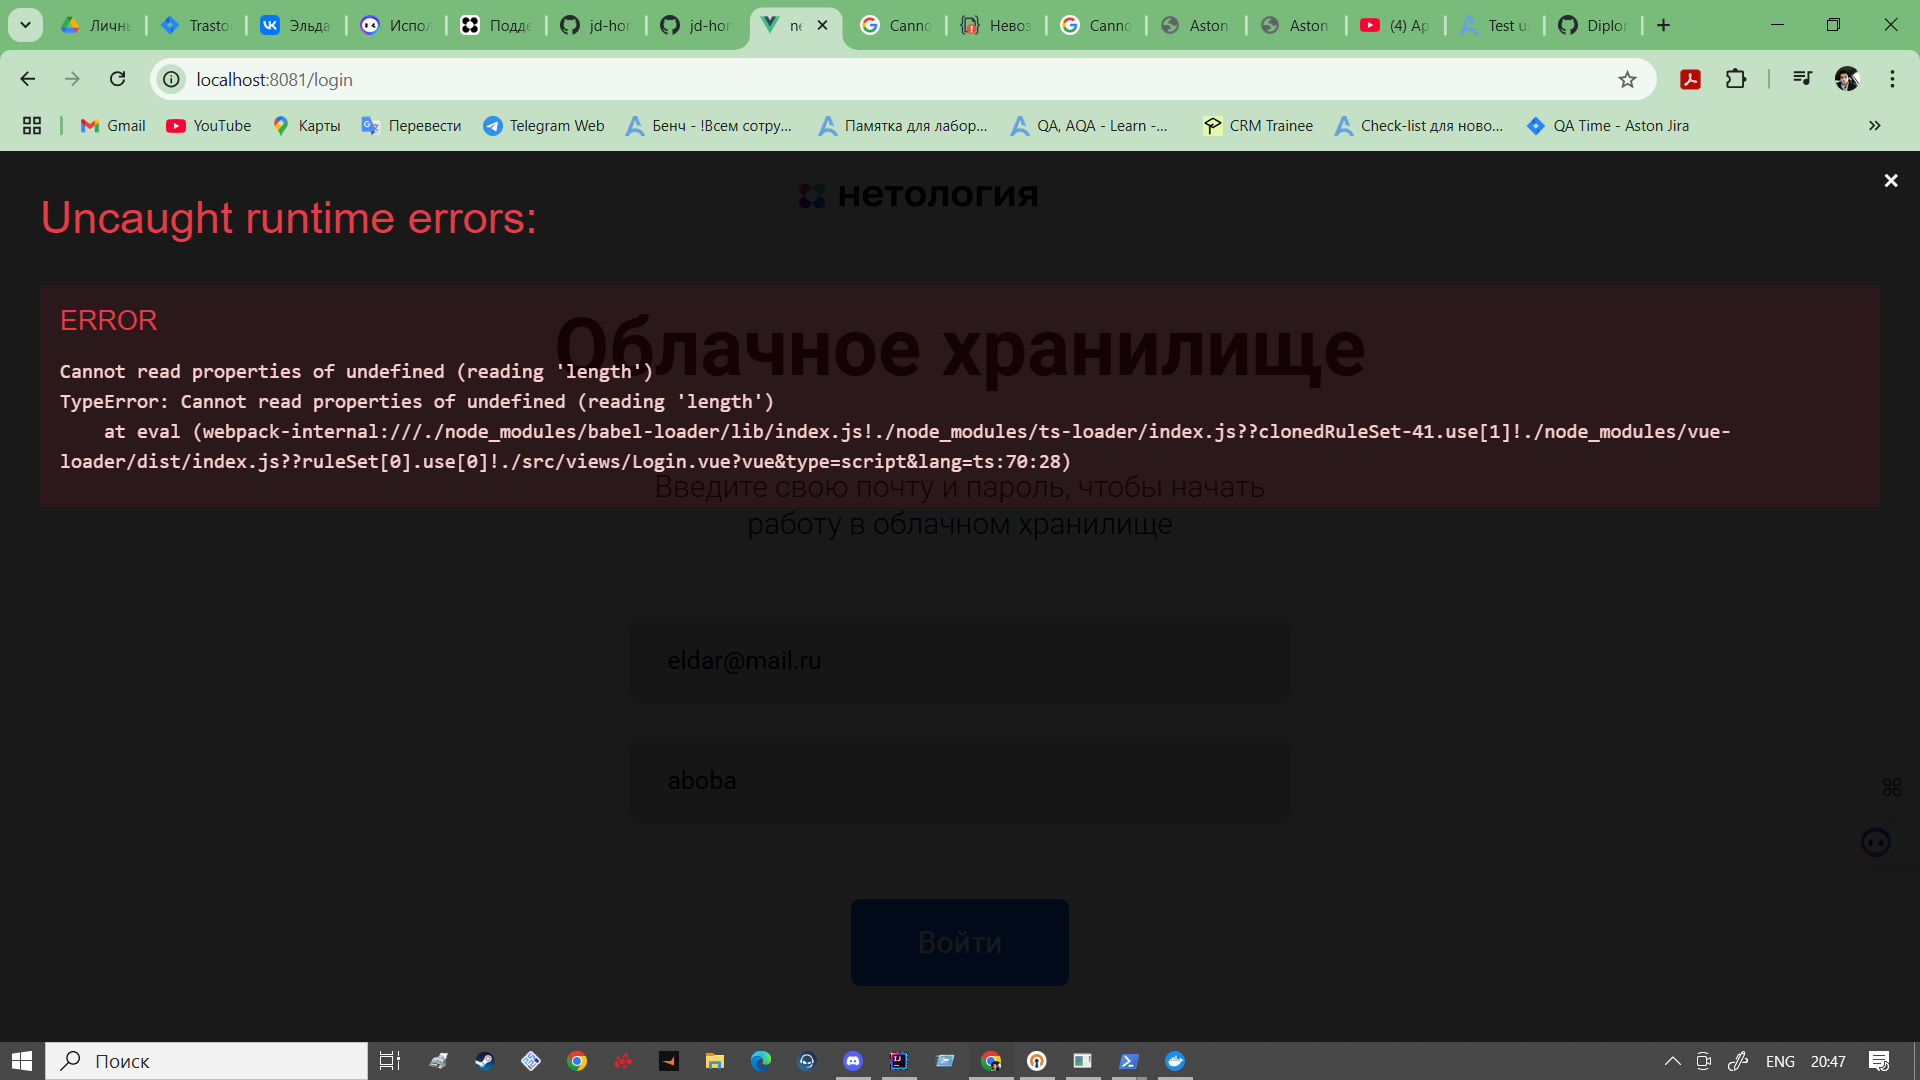 Личнь
Trasto
Эльда
Испол
Подде
jd-hor
jd-hor
ne
Canno
Невоз
Canno
Aston
Aston
(4) Ap
Test u
Diplor
localhost:8081/login
Gmail
YouTube
Карты
Перевести
Telegram Web
Бенч - !Всем сотру...
Памятка для лабор...
QA, AQA - Learn -...
CRM Trainee
Check-list для ново...
QA Time - Aston Jira
нетология
Uncaught runtime errors:
ERROR
Облачное хранилище
Cannot read properties of undefined (reading 'length')
TypeError: Cannot read properties of undefined (reading 'length')
at eval (webpack-internal:///./node_modules/babel-loader/lib/index.js!./node_modules/ts-loader/index.js??clonedRuleSet-41.use[1]!./node_modules/vue-
loader/dist/index.js??ruleSet[0].use[0]!./src/views/Login.vue?vue&type=script&lang=ts:70:28)
Введите свою почту и пароль, чтобы начать
работу в облачном хранилище
eldar@mail.ru
aboba
Войти
Поиск
ENG
20:47